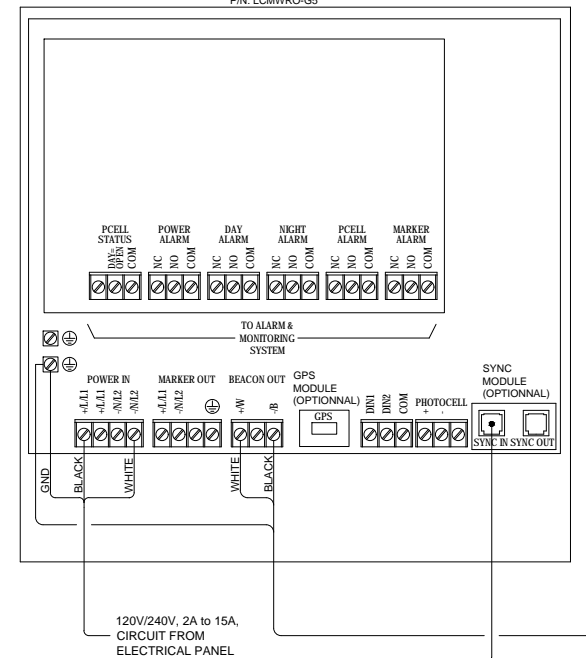 P/N: LCMWRO-G5
PCELL STATUS
POWER ALARM
DAY ALARM
NIGHT ALARM
PCELL ALARM
MARKER ALARM
DAY= OPEN
COM
NC
NO
COM
NC
NO
COM
NC
NO
COM
NC
NO
COM
NC
NO
COM
TO ALARM &
MONITORING
SYSTEM
POWER IN
MARKER OUT
BEACON OUT
GPS
MODULE
(OPTIONNAL)
GPS
SYNC
MODULE
(OPTIONNAL)
+/L/L1
+/L/L1
-/N/L2
-/N/L2
+/L/L1
-/N/L2
+/W
-/B
DIN1
DIN2
COM
PHOTOCELL
+
-
SYNC IN
SYNC OUT
GND
BLACK
WHITE
WHITE
BLACK
120V/240V, 2A to 15A,
CIRCUIT FROM
ELECTRICAL PANEL